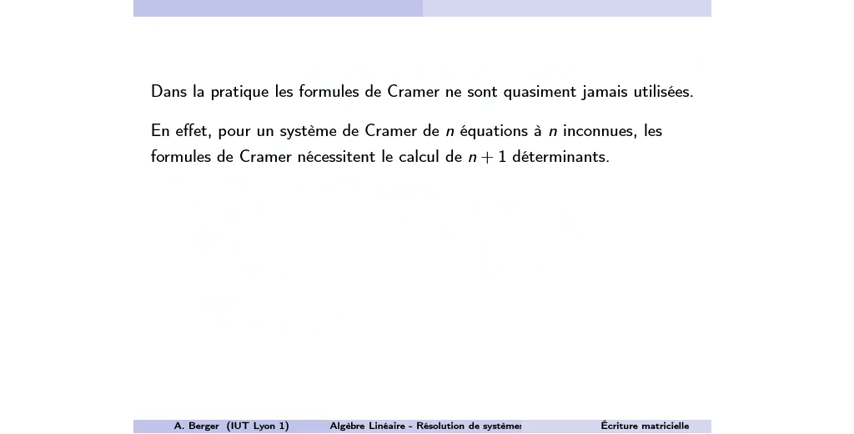 Dans la pratique les formules de Cramer ne sont quasiment jamais utilisées.
En effet, pour un système de Cramer de n équations à n inconnues, les
formules de Cramer nécessitent le calcul de n + 1 déterminants.
A. Berger (IUT Lyon 1) Algèbre Linéaire - Résolution de systèmes Écriture matricielle